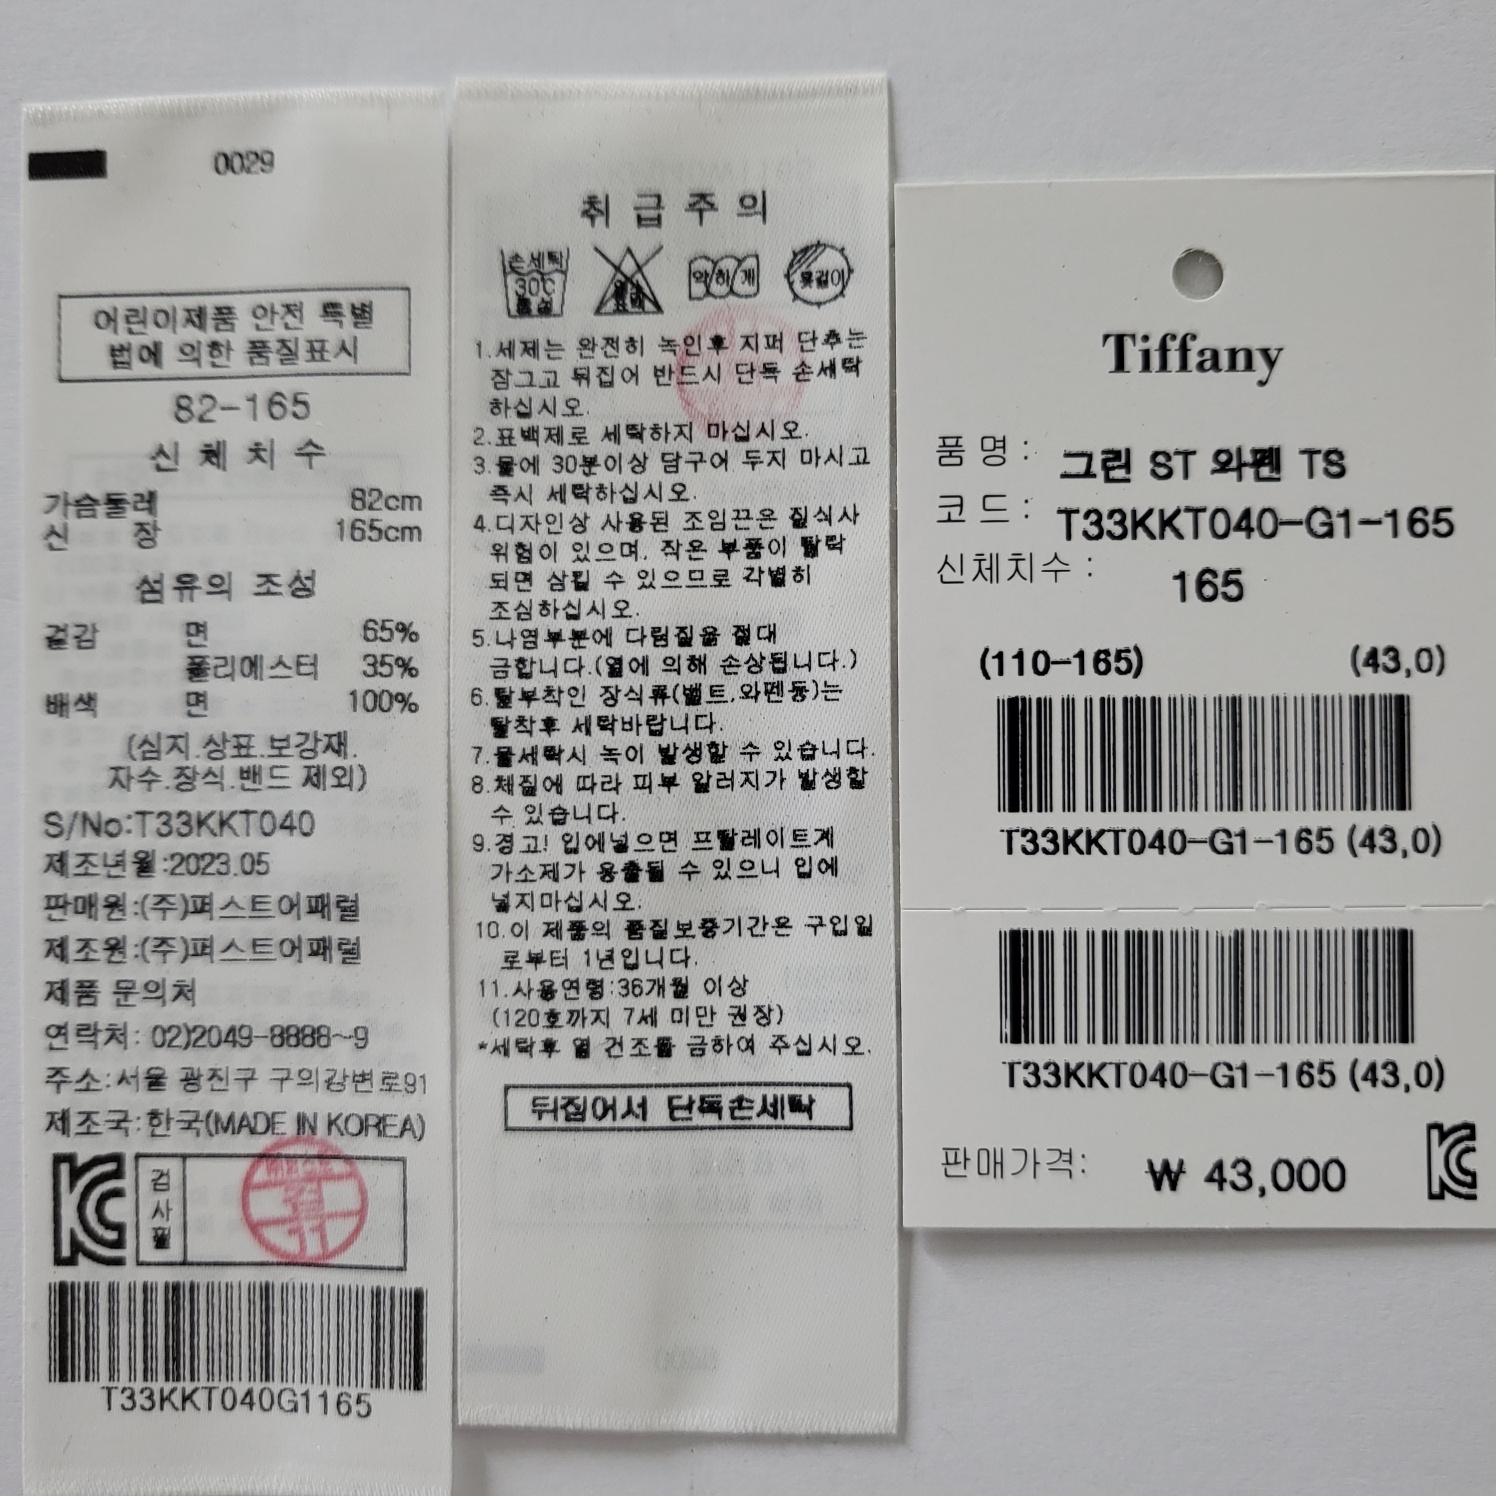 0029
어린이제품 안전 특별
법에 의한 품질표시
82-165
신 체 치 수
가슴둘레 82cm
신 장 165cm
섬유의 조성
겉감 면 65%
폴리에스터 35%
배색 면 100%
(심지.상표.보강재.
자수.장식.밴드 제외)
S/No:T33KKT040
제조년월:2023.05
판매원:(주)퍼스트어패럴
제조원:(주)퍼스트어패럴
제품 문의처
연락처: 02)2049-8888~9
주소:서울 광진구 구의강변로91
제조국:한국(MADE IN KOREA)
검사필
11
T33KKT040G1165
취 급 주 의
손세탁
30℃
중성
약하게
옷걸이
1.세제는 완전히 녹인후 지퍼 단추는
잠그고 뒤집어 반드시 단독 손세탁
하십시오.
2.표백제로 세탁하지 마십시오.
3.물에 30분이상 담구어 두지 마시고
즉시 세탁하십시오.
4.디자인상 사용된 조임끈은 질식사
위험이 있으며, 작은 부품이 탈락
되면 삼킬 수 있으므로 각별히
조심하십시오.
5.나염부분에 다림질을 절대
금합니다.(열에 의해 손상됩니다.)
6.탈부착인 장식류(벨트,와펜등)는
탈착후 세탁바랍니다.
7.물세탁시 녹이 발생할 수 있습니다.
8.체질에 따라 피부 알러지가 발생할
수 있습니다.
9.경고! 입에넣으면 프탈레이트계
가소제가 용출될 수 있으니 입에
넣지마십시오.
10.이 제품의 품질보증기간은 구입일
로부터 1년입니다.
11.사용연령:36개월 이상
(120호까지 7세 미만 권장)
*세탁후 열 건조를 금하여 주십시오.
뒤집어서 단독손세탁
Tiffany
품 명 : 그린 ST 와펜 TS
코 드 : T33KKT040-G1-165
신체치수 : 165
(110-165) (43,0)
T33KKT040-G1-165 (43,0)
T33KKT040-G1-165 (43,0)
판매가격: ₩ 43,000